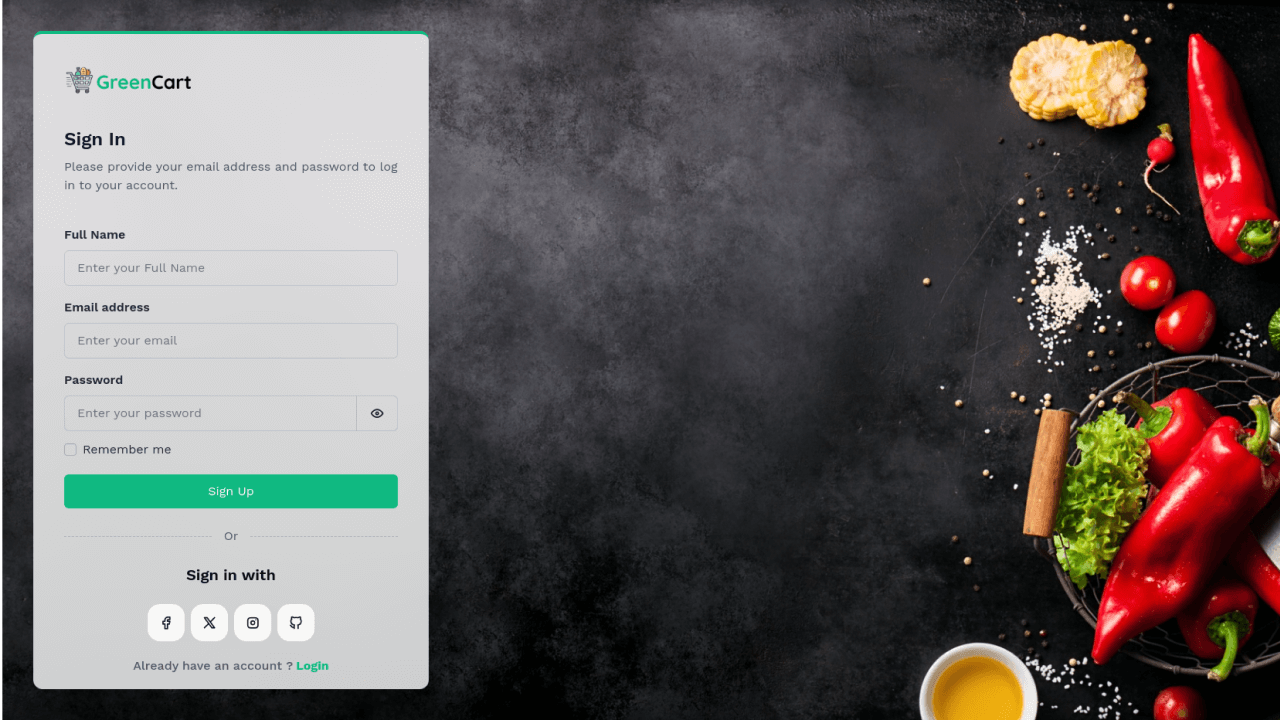 GreenCart
Sign In
Please provide your email address and password to log
in to your account.
Full Name
Enter your Full Name
Email address
Enter your email
Password
Enter your password
Remember me
Sign Up
Or
Sign in with
Already have an account ? Login